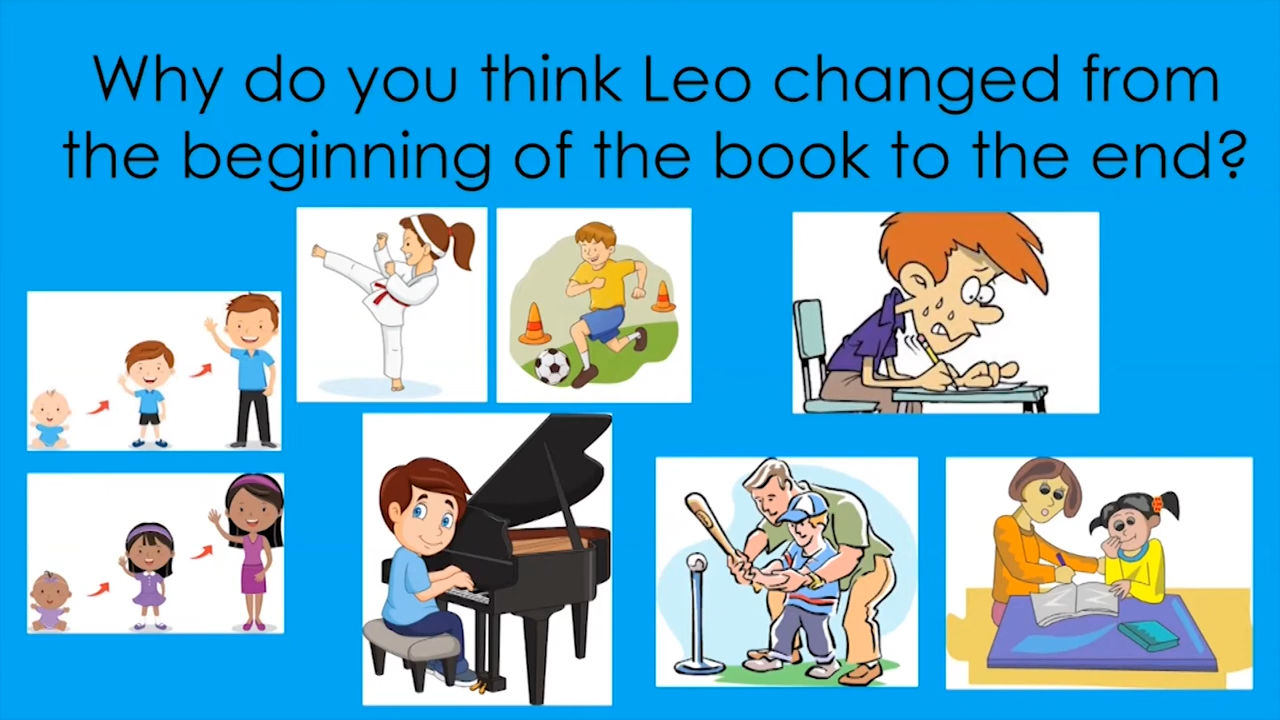 Why do you think Leo changed from
the beginning of the book to the end?